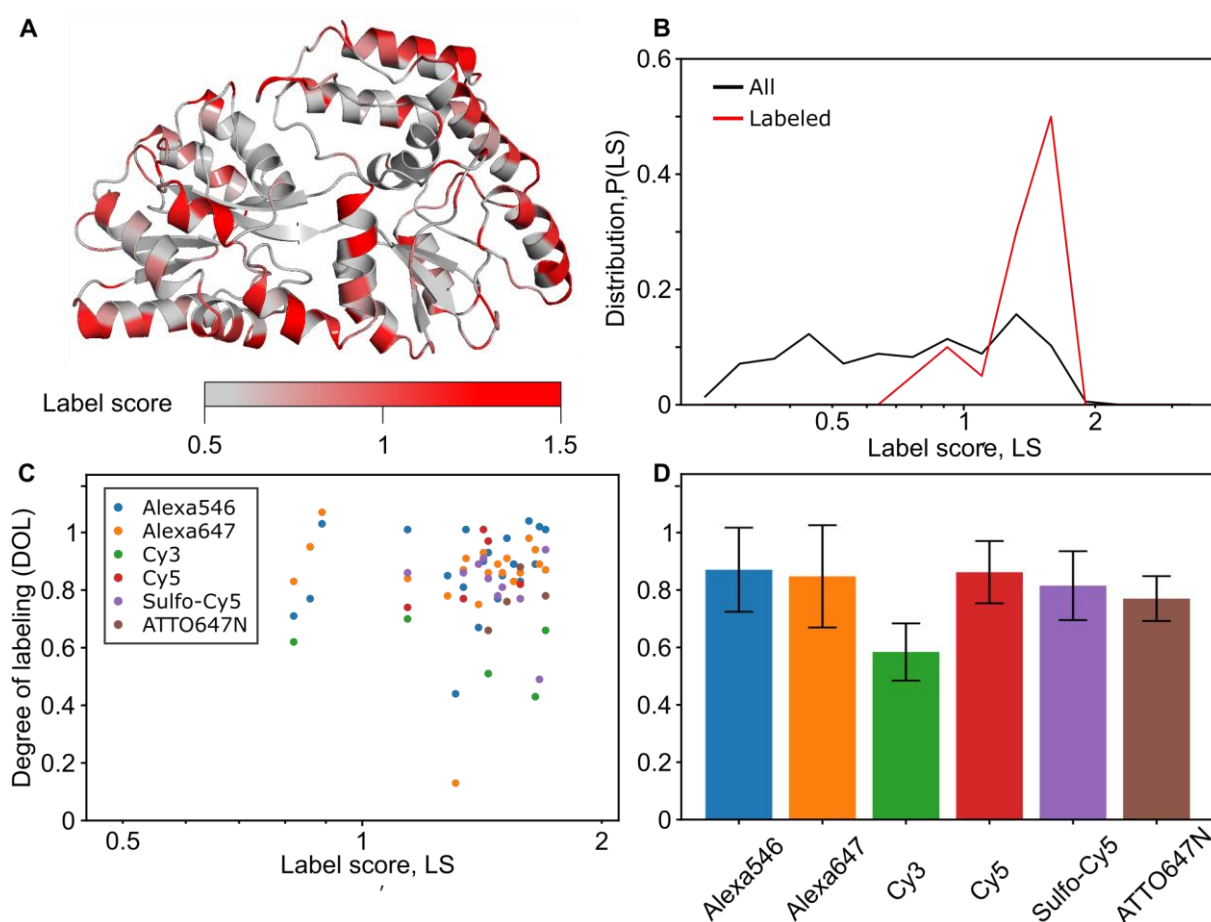 A
Label score
0.5 1 1.5
B
0.6
0.4
0.2
0
Distribution,P(LS)
All
Labeled
0.5 1 2
Label score, LS
C
1
0.8
0.6
0.4
0.2
0
Degree of labeling (DOL)
Alexa546
Alexa647
Cy3
Cy5
Sulfo-Cy5
ATTO647N
0.5 1 2
Label score, LS
D
1
0.8
0.6
0.4
0.2
0
Alexa546
Alexa647
Cy3
Cy5
Sulfo-Cy5
ATTO647N